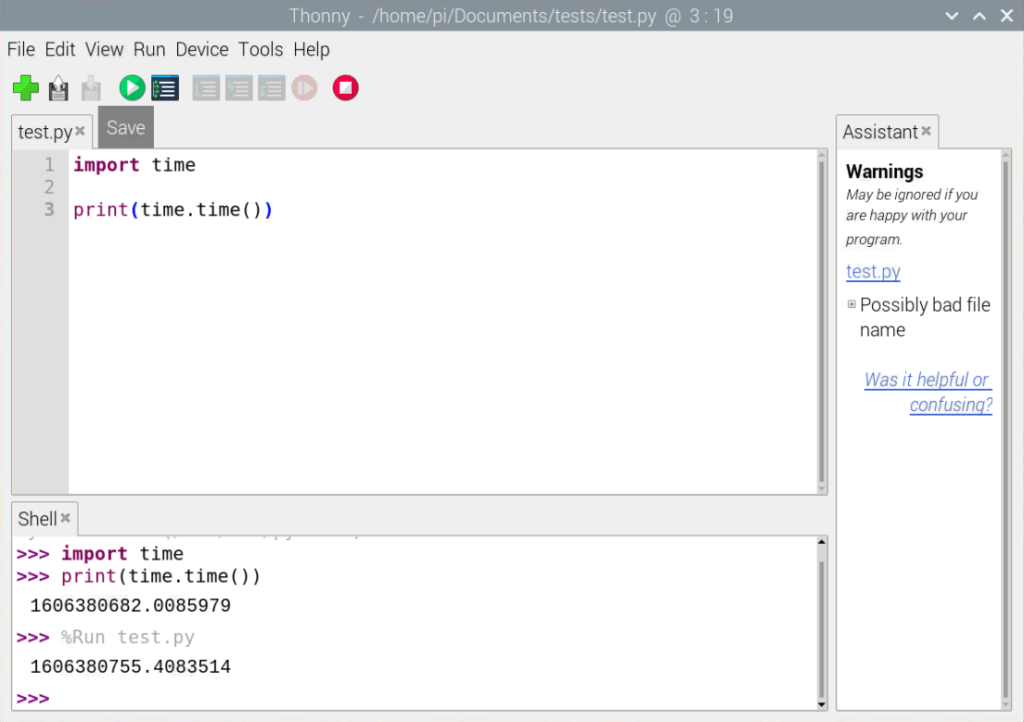 Thonny - /home/pi/Documents/tests/test.py @ 3 : 19
File Edit View Run Device Tools Help
test.py
Save
1 import time
2
3 print(time.time())
Assistant
Warnings
May be ignored if you
are happy with your
program.
test.py
Possibly bad file
name
Was it helpful or
confusing?
Shell
>>> import time
>>> print(time.time())
1606380682.0085979
>>> %Run test.py
1606380755.4083514
>>>